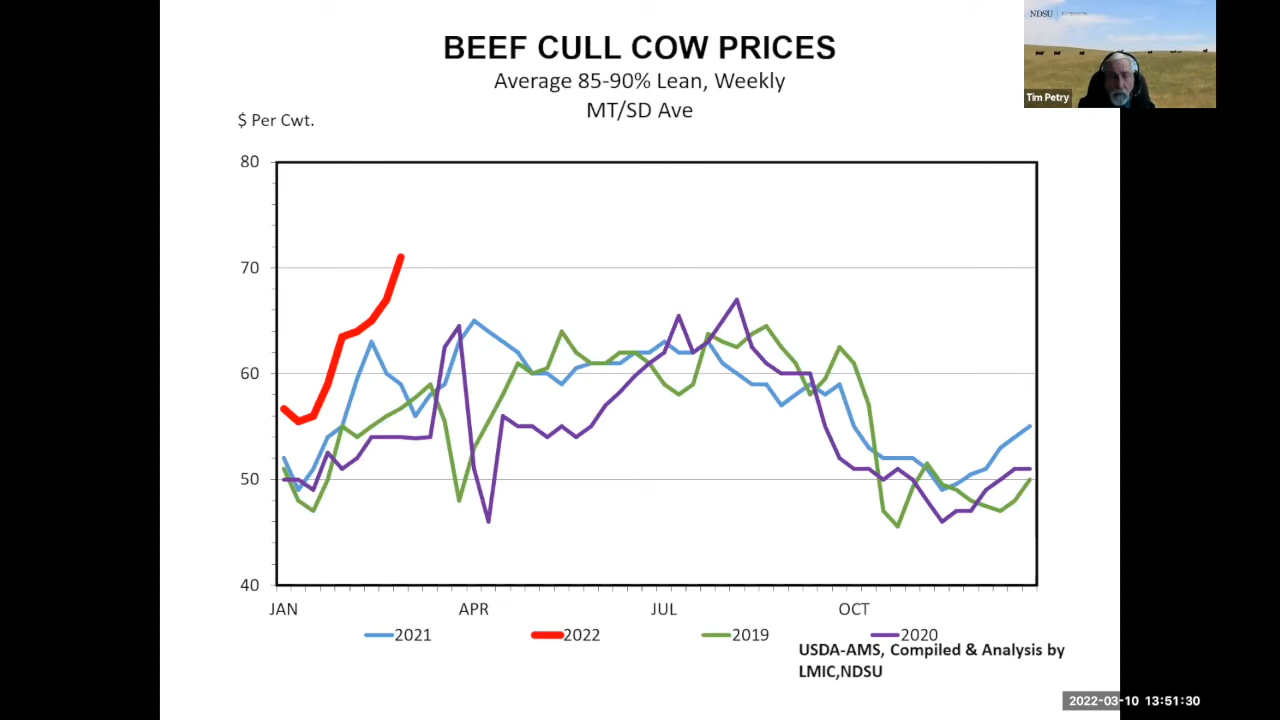 BEEF CULL COW PRICES
Average 85-90% Lean, Weekly
MT/SD Ave
$ Per Cwt.
NDSU EXTENSION
Tim Petry
80
70
60
50
40
JAN APR JUL OCT
2021 2022 2019 2020
USDA-AMS, Compiled & Analysis by
LMIC,NDSU
2022-03-10 13:51:30